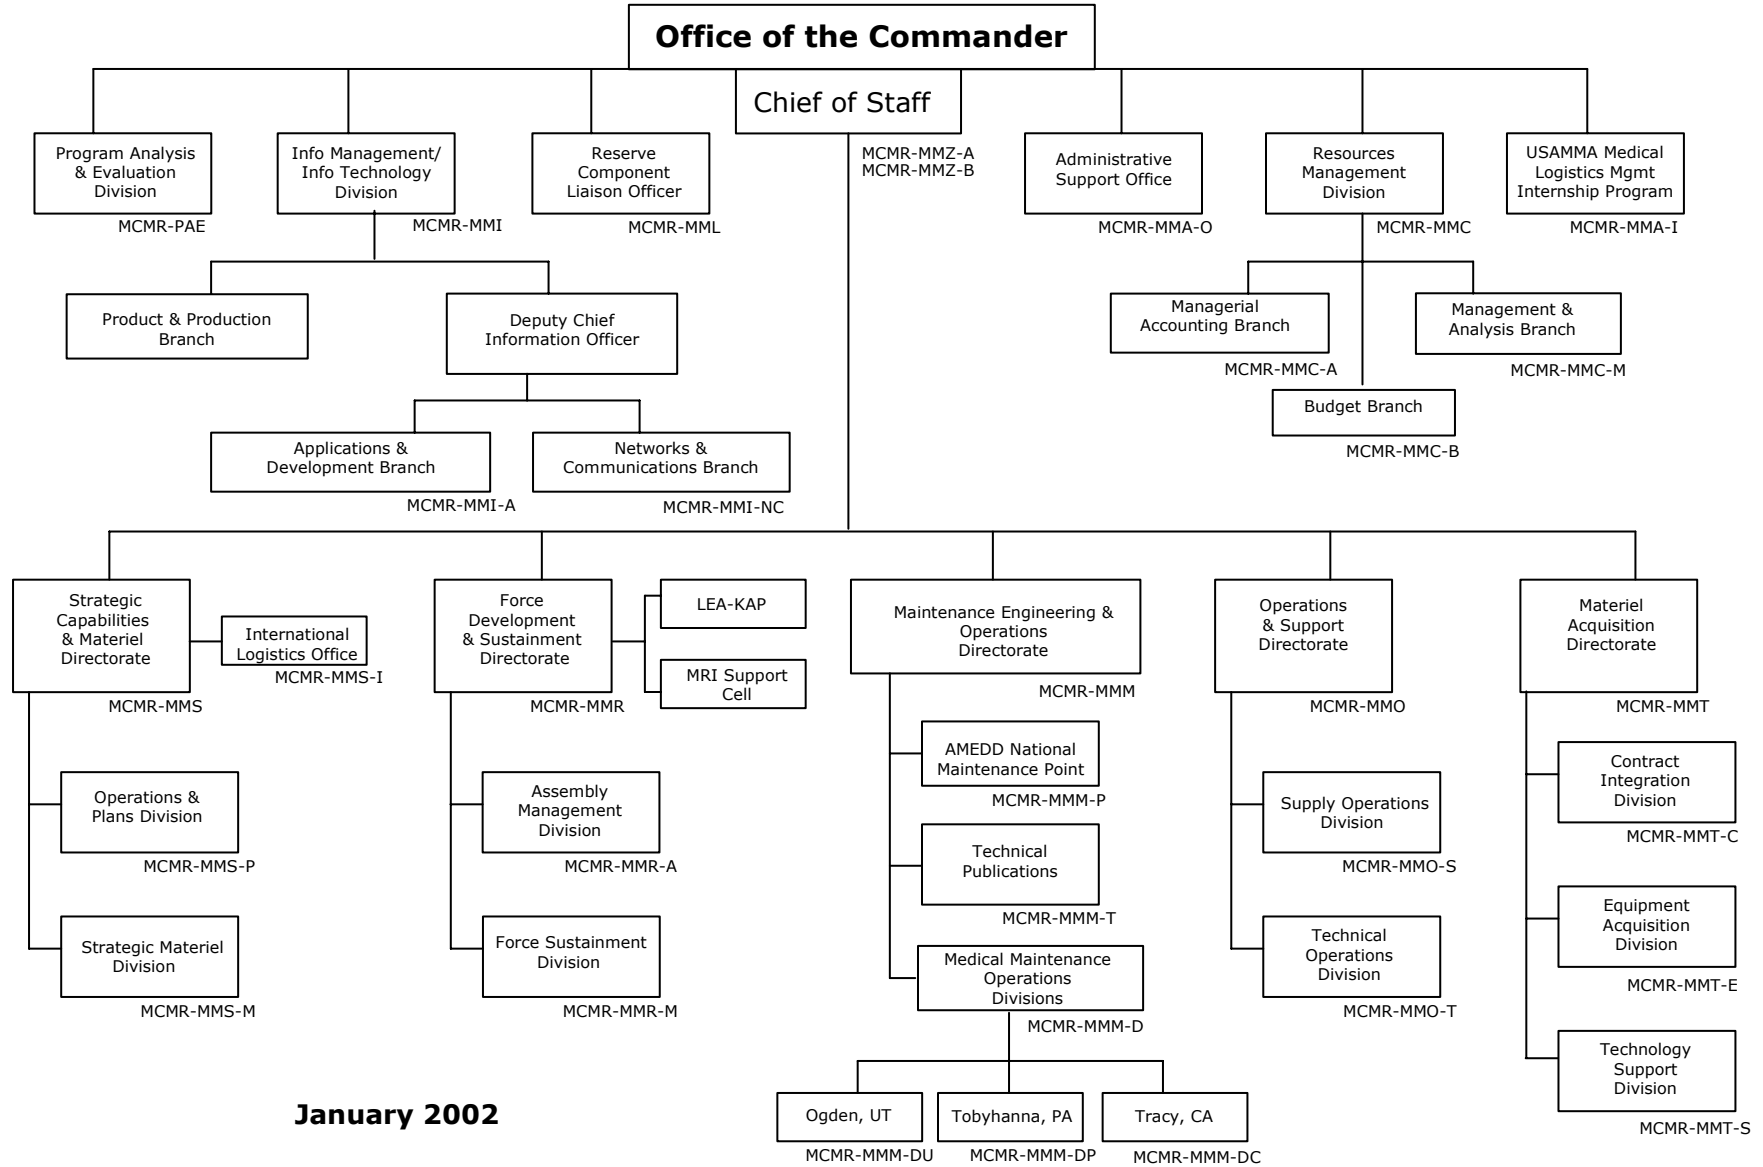 Office of the Commander
Chief of Staff
MCMR-MMZ-A
MCMR-MMZ-B
Program Analysis
& Evaluation
Division
MCMR-PAE
Info Management/
Info Technology
Division
MCMR-MMI
Reserve
Component
Liaison Officer
MCMR-MML
Administrative
Support Office
MCMR-MMA-O
Resources
Management
Division
MCMR-MMC
USAMMA Medical
Logistics Mgmt
Internship Program
MCMR-MMA-I
Product & Production
Branch
Deputy Chief
Information Officer
Managerial
Accounting Branch
MCMR-MMC-A
Management &
Analysis Branch
MCMR-MMC-M
Budget Branch
MCMR-MMC-B
Applications &
Development Branch
MCMR-MMI-A
Networks &
Communications Branch
MCMR-MMI-NC
Strategic
Capabilities
& Materiel
Directorate
MCMR-MMS
International
Logistics Office
MCMR-MMS-I
Operations &
Plans Division
MCMR-MMS-P
Strategic Materiel
Division
MCMR-MMS-M
Force
Development
& Sustainment
Directorate
MCMR-MMR
LEA-KAP
MRI Support
Cell
Assembly
Management
Division
MCMR-MMR-A
Force Sustainment
Division
MCMR-MMR-M
Maintenance Engineering &
Operations
Directorate
MCMR-MMM
AMEDD National
Maintenance Point
MCMR-MMM-P
Technical
Publications
MCMR-MMM-T
Medical Maintenance
Operations
Divisions
MCMR-MMM-D
Ogden, UT
MCMR-MMM-DU
Tobyhanna, PA
MCMR-MMM-DP
Tracy, CA
MCMR-MMM-DC
Operations
& Support
Directorate
MCMR-MMO
Supply Operations
Division
MCMR-MMO-S
Technical
Operations
Division
MCMR-MMO-T
Materiel
Acquisition
Directorate
MCMR-MMT
Contract
Integration
Division
MCMR-MMT-C
Equipment
Acquisition
Division
MCMR-MMT-E
Technology
Support
Division
MCMR-MMT-S
January 2002